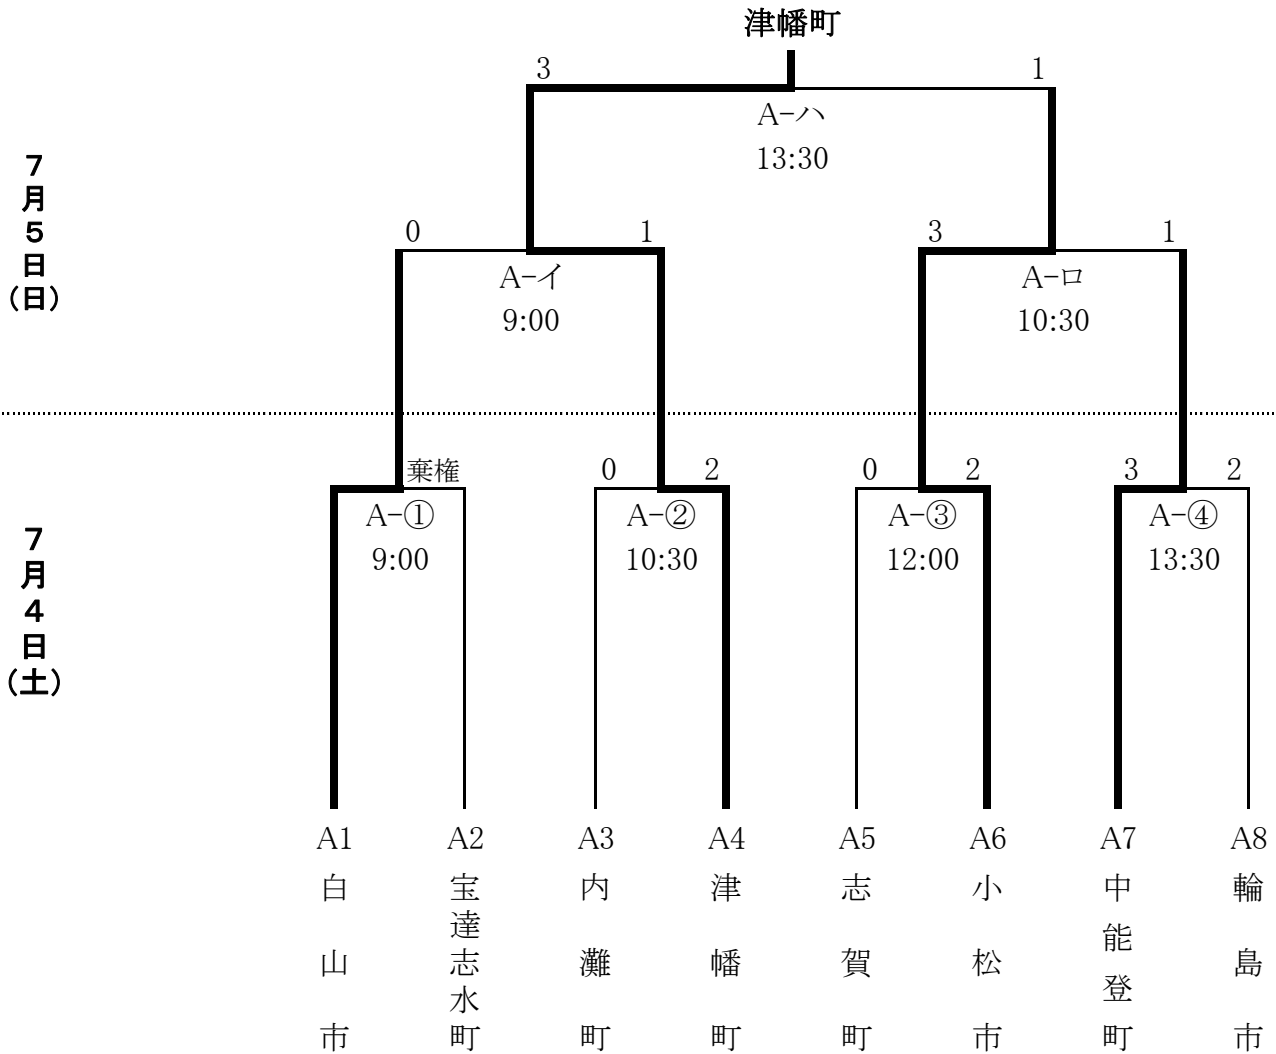 津幡町
3 1
A-ハ
13:30
7月5日(日)
0 1 3 1
A-イ A-ロ
9:00 10:30
棄権 0 2 0 2 3 2
A-① A-② A-③ A-④
9:00 10:30 12:00 13:30
7月4日(土)
A1 A2 A3 A4 A5 A6 A7 A8
白山市
宝達志水町
内灘町
津幡町
志賀町
小松市
中能登町
輪島市